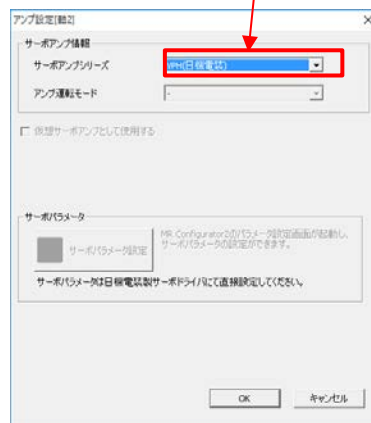 アンプ設定[軸2]
サーボアンプ情報
サーボアンプシリーズ
VPH(日機電装)
アンプ運転モード
-
仮想サーボアンプとして使用する
サーボパラメータ
サーボパラメータ設定
MR Configurator2のパラメータ設定画面が起動し、
サーボパラメータの設定ができます。
サーボパラメータは日機電装製サーボドライバにて直接設定してください。
OK
キャンセル